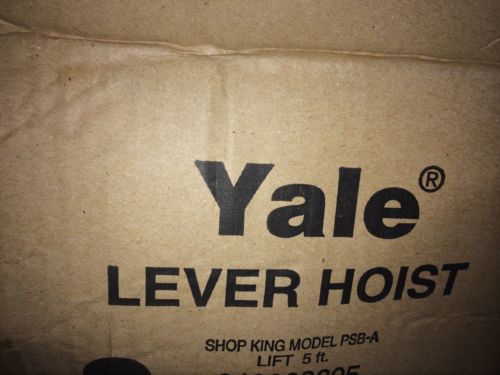 Yale®
LEVER HOIST
SHOP KING MODEL PSB-A
LIFT 5 ft.